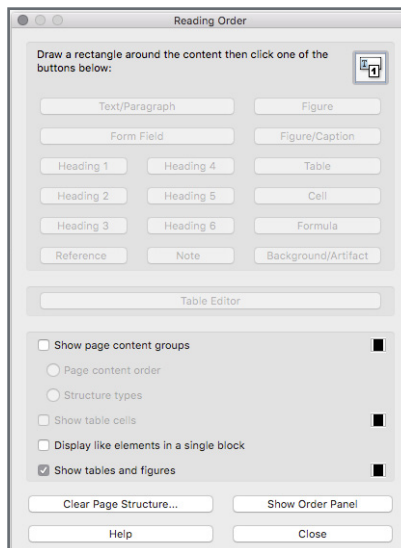 Reading Order
Draw a rectangle around the content then click one of the
buttons below:
Text/Paragraph Figure
Form Field Figure/Caption
Heading 1 Heading 4 Table
Heading 2 Heading 5 Cell
Heading 3 Heading 6 Formula
Reference Note Background/Artifact
Table Editor
Show page content groups
Page content order
Structure types
Show table cells
Display like elements in a single block
Show tables and figures
Clear Page Structure... Show Order Panel
Help Close